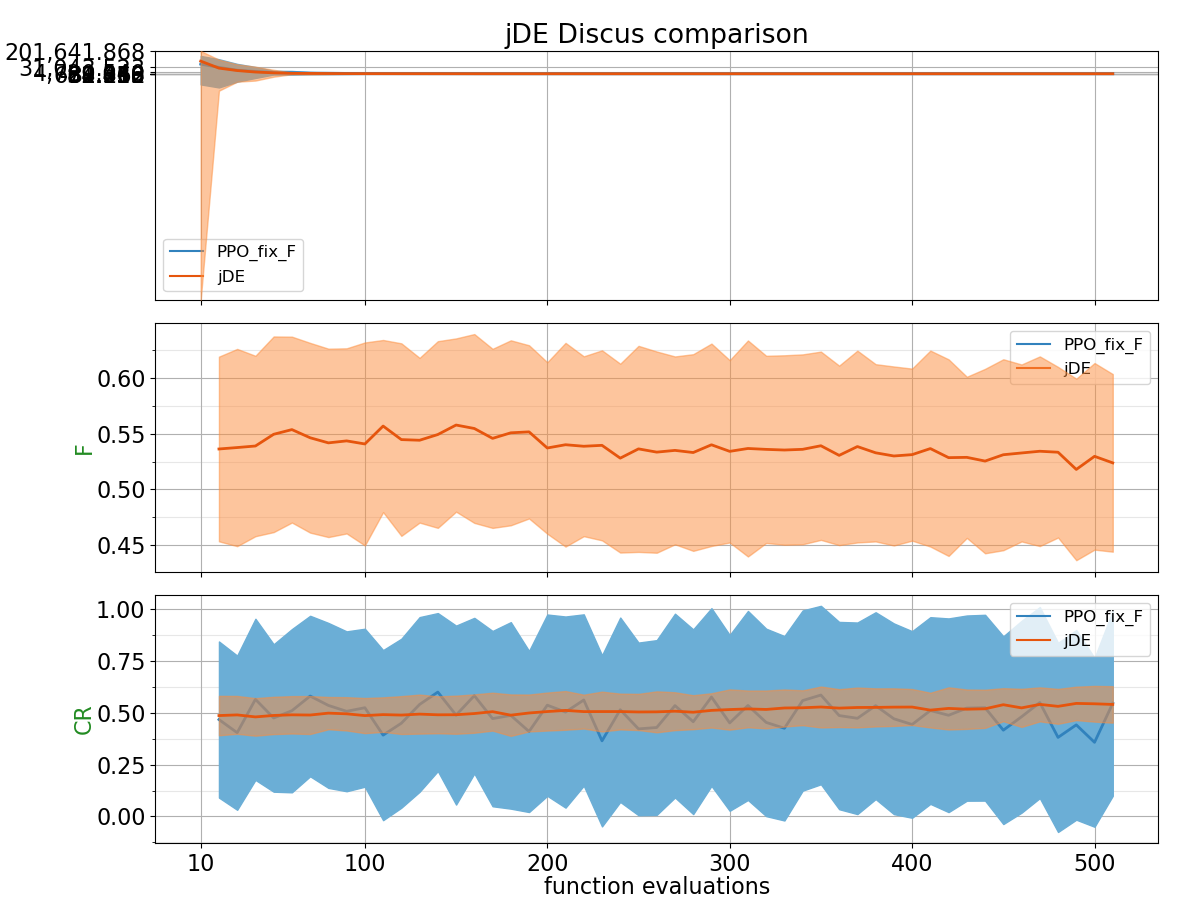 jDE Discus comparison
201,641.868
PPO_fix_F
jDE
F
0.60
0.55
0.50
0.45
PPO_fix_F
jDE
CR
1.00
0.75
0.50
0.25
0.00
PPO_fix_F
jDE
10 100 200 300 400 500
function evaluations